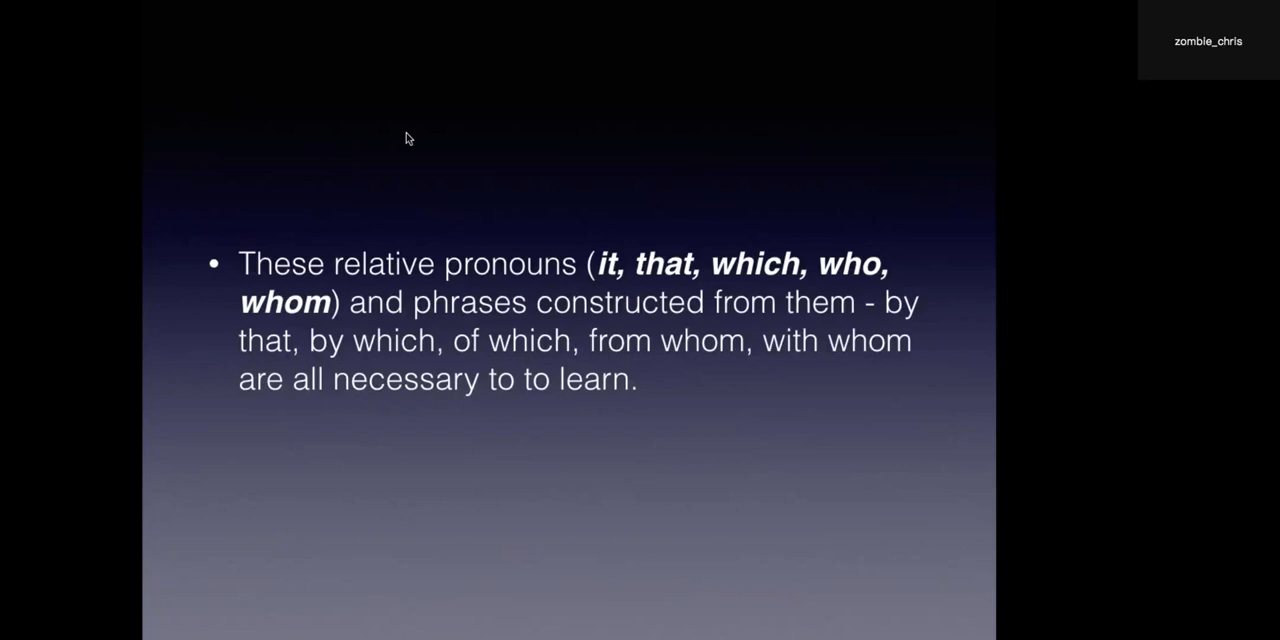 zombie_chris
• These relative pronouns (it, that, which, who,
whom) and phrases constructed from them - by
that, by which, of which, from whom, with whom
are all necessary to to learn.